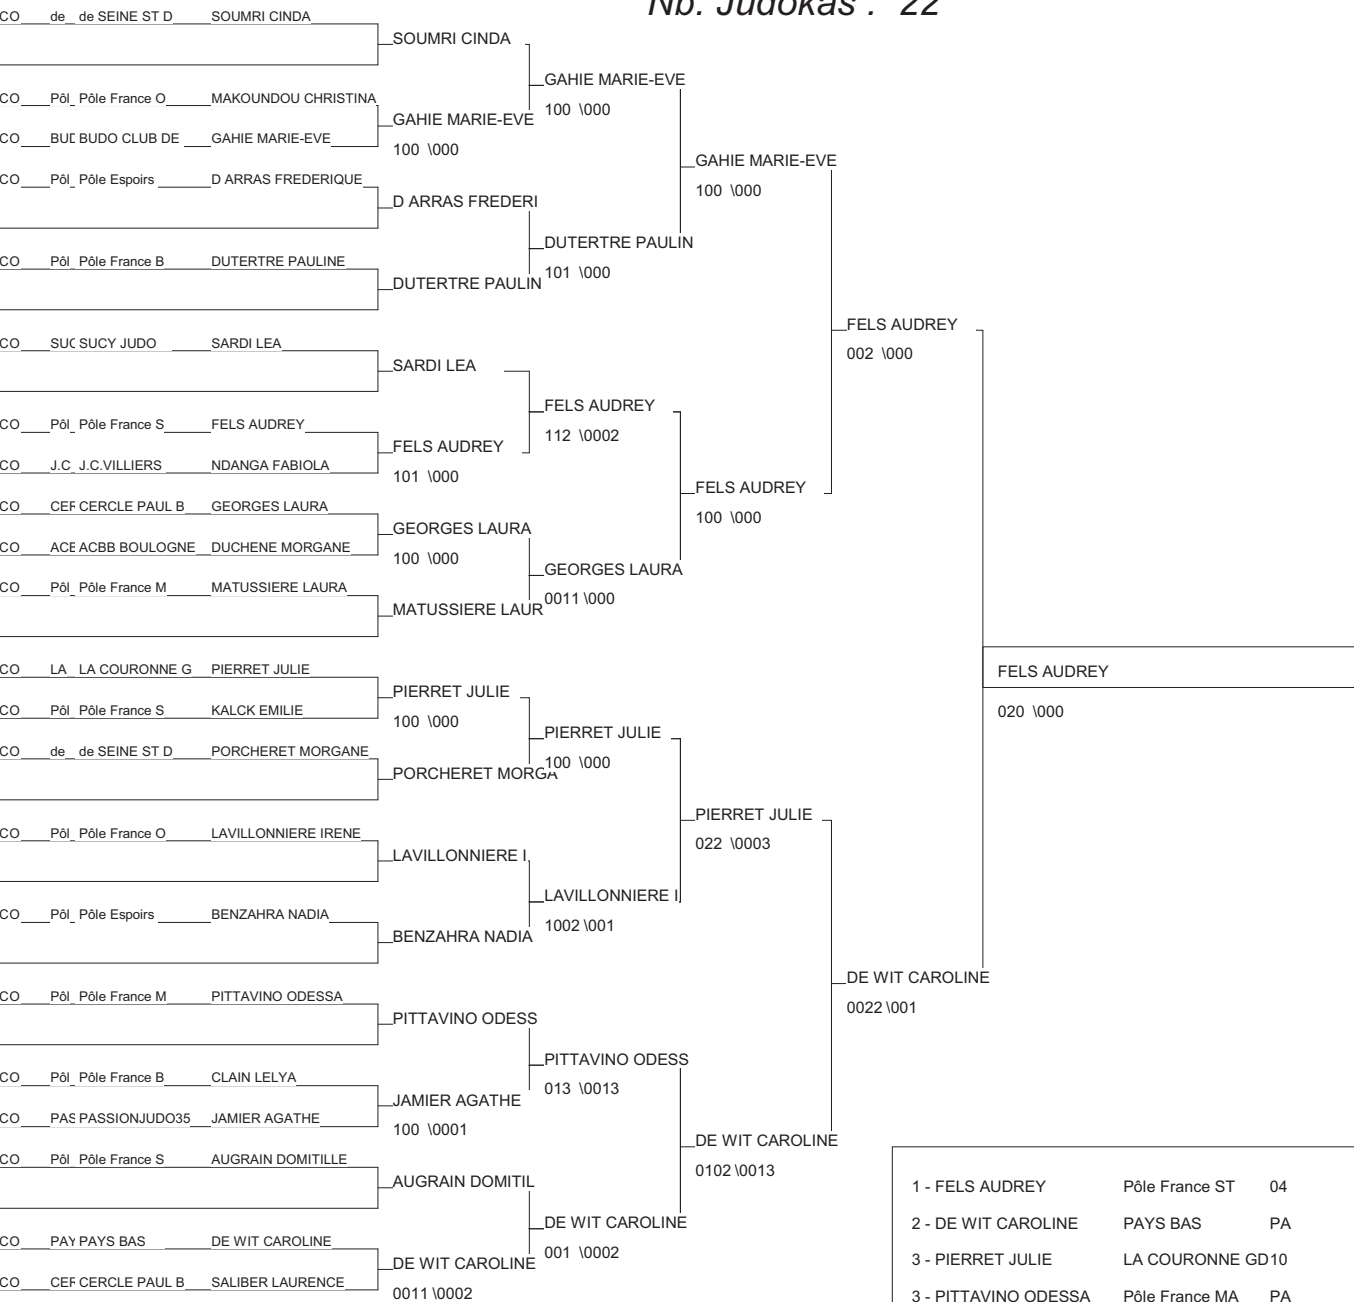 Nb. Judokas : 22
CO de de SEINE ST D SOUMRI CINDA
SOUMRI CINDA
GAHIE MARIE-EVE
100 \000
CO Pôl Pôle France O MAKOUNDOU CHRISTINA
GAHIE MARIE-EVE
100 \000
CO BUD BUDO CLUB DE GAHIE MARIE-EVE
GAHIE MARIE-EVE
100 \000
CO Pôl Pôle Espoirs D ARRAS FREDERIQUE
D ARRAS FREDERI
DUTERTRE PAULIN
101 \000
CO Pôl Pôle France B DUTERTRE PAULINE
DUTERTRE PAULIN
FELS AUDREY
002 \000
CO SUC SUCY JUDO SARDI LEA
SARDI LEA
FELS AUDREY
112 \0002
CO Pôl Pôle France S FELS AUDREY
FELS AUDREY
101 \000
CO J.C J.C.VILLIERS NDANGA FABIOLA
FELS AUDREY
100 \000
CO CER CERCLE PAUL B GEORGES LAURA
GEORGES LAURA
100 \000
CO ACB ACBB BOULOGNE DUCHENE MORGANE
GEORGES LAURA
0011 \000
CO Pôl Pôle France M MATUSSIERE LAURA
MATUSSIERE LAUR
CO LA LA COURONNE G PIERRET JULIE
FELS AUDREY
020 \000
PIERRET JULIE
100 \000
CO Pôl Pôle France S KALCK EMILIE
PIERRET JULIE
100 \000
CO de de SEINE ST D PORCHERET MORGANE
PORCHERET MORGA
PIERRET JULIE
022 \0003
CO Pôl Pôle France O LAVILLONNIERE IRENE
LAVILLONNIERE I
LAVILLONNIERE I
1002 \001
CO Pôl Pôle Espoirs BENZAHRA NADIA
BENZAHRA NADIA
DE WIT CAROLINE
0022 \001
CO Pôl Pôle France M PITTAVINO ODESSA
PITTAVINO ODESS
PITTAVINO ODESS
013 \0013
CO Pôl Pôle France B CLAIN LELYA
JAMIER AGATHE
100 \0001
CO PAS PASSIONJUDO35 JAMIER AGATHE
DE WIT CAROLINE
0102 \0013
CO Pôl Pôle France S AUGRAIN DOMITILLE
AUGRAIN DOMITIL
DE WIT CAROLINE
001 \0002
CO PAY PAYS BAS DE WIT CAROLINE
DE WIT CAROLINE
0011 \0002
CO CER CERCLE PAUL B SALIBER LAURENCE
1 - FELS AUDREY Pôle France ST 04
2 - DE WIT CAROLINE PAYS BAS PA
3 - PIERRET JULIE LA COURONNE GD 10
3 - PITTAVINO ODESSA Pôle France MA PA